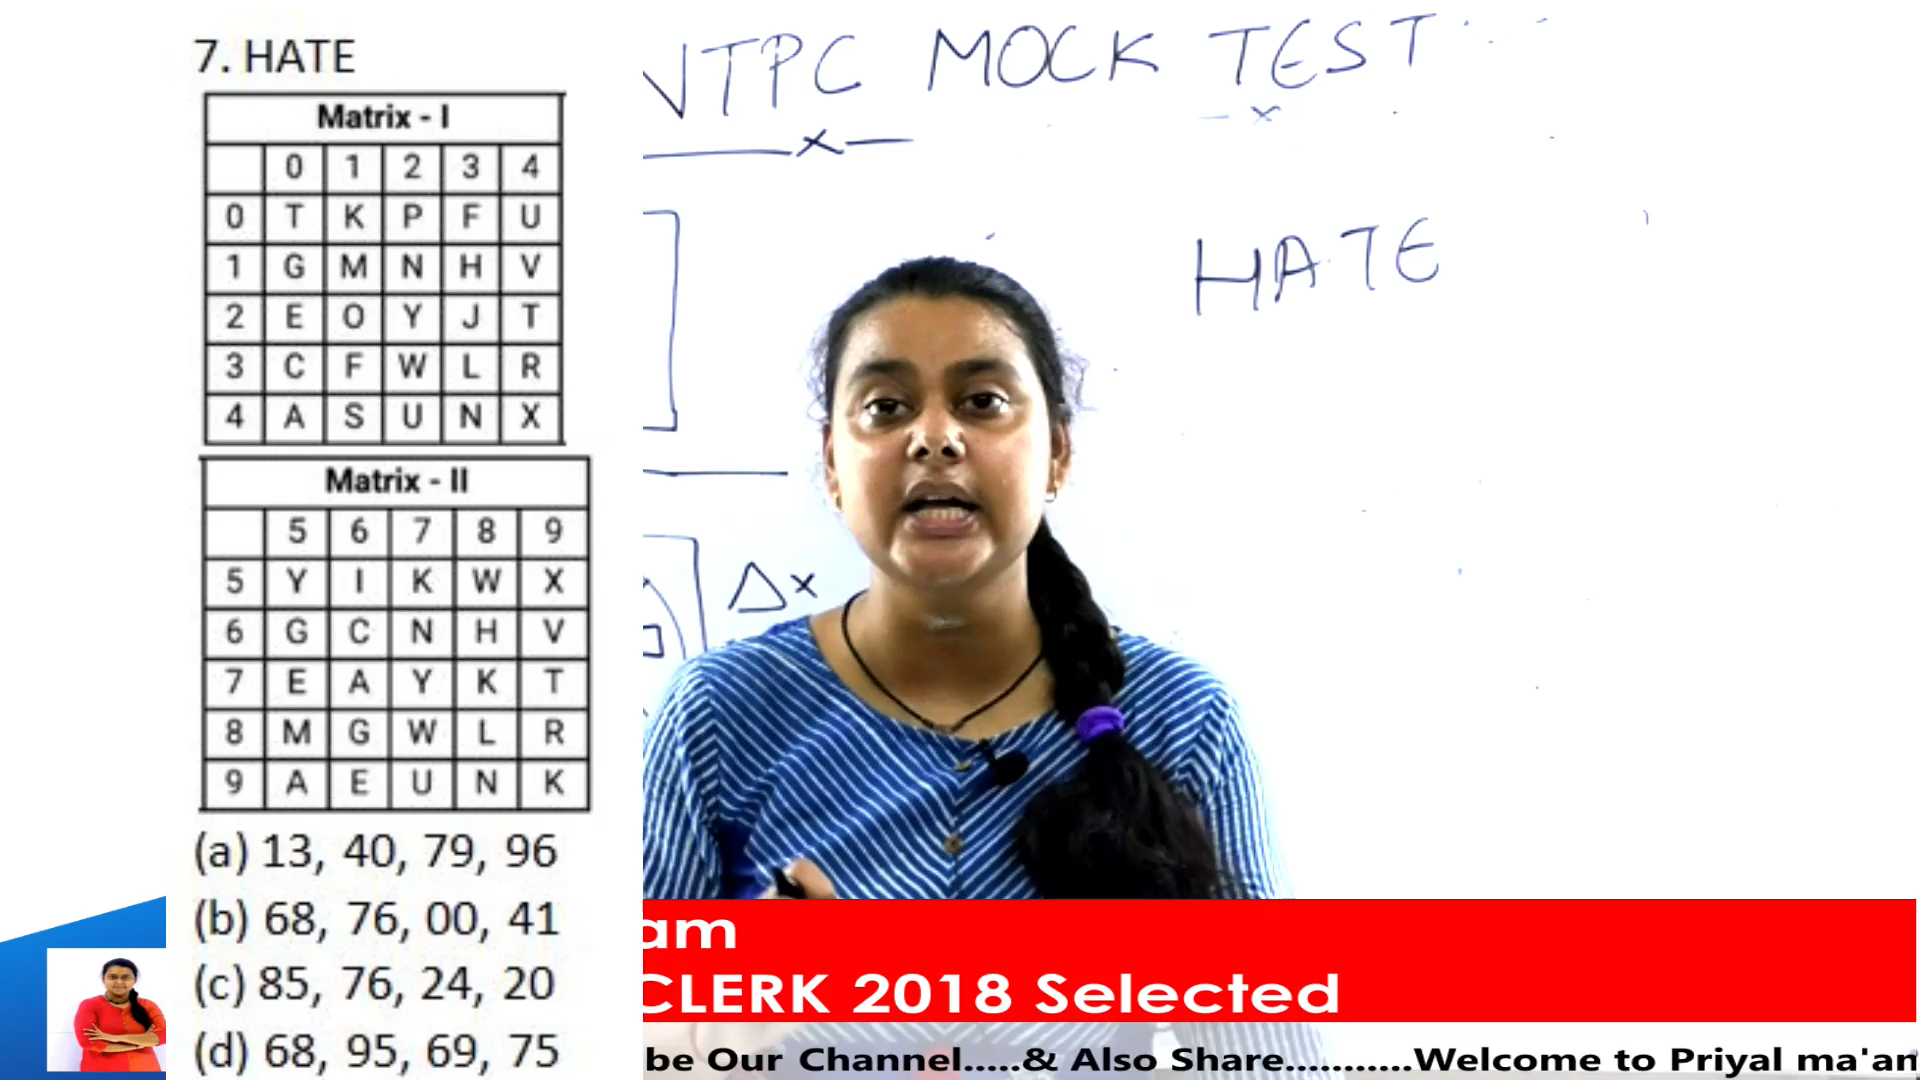 7. HATE
Matrix - I
0 1 2 3 4
0 T K P F U
1 G M N H V
2 E O Y J T
3 C F W L R
4 A S U N X
Matrix - II
5 6 7 8 9
5 Y I K W X
6 G C N H V
7 E A Y K T
8 M G W L R
9 A E U N K
(a) 13, 40, 79, 96
(b) 68, 76, 00, 41
(c) 85, 76, 24, 20
(d) 68, 95, 69, 75
NTPC MOCK TEST
x
x
HATE
Δx
am
CLERK 2018 Selected
be Our Channel.....& Also Share...........Welcome to Priyal ma'am